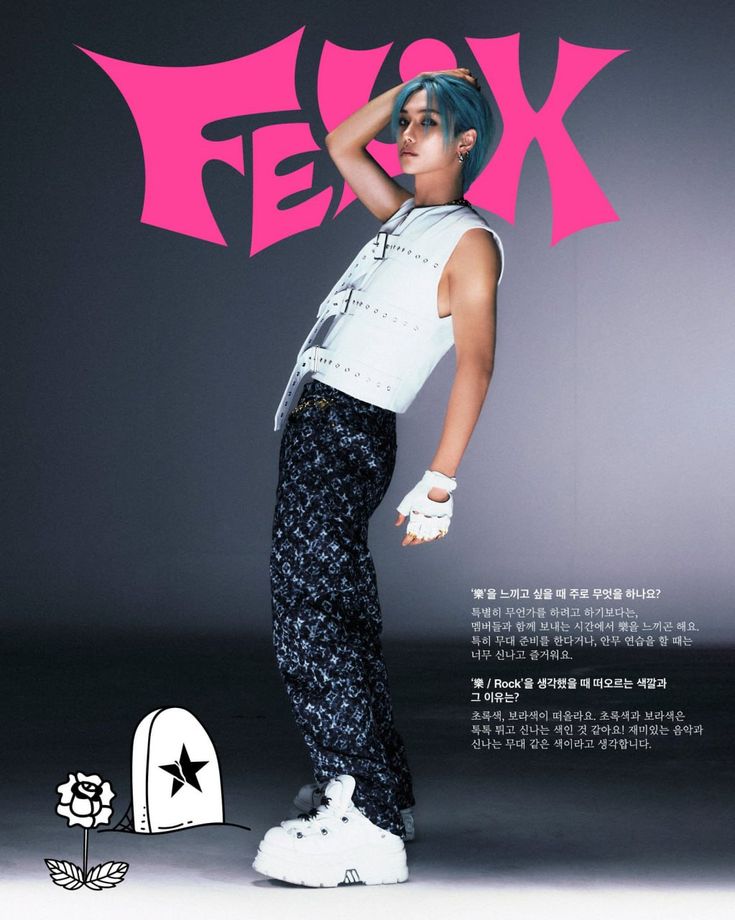 FELIX
'樂'을 느끼고 싶을 때 주로 무엇을 하나요?
특별히 무언가를 하려고 하기보다는,
멤버들과 함께 보내는 시간에서 樂을 느끼곤 해요.
특히 무대 준비를 한다거나, 안무 연습을 할 때는
너무 신나고 즐거워요.
'樂 / Rock'을 생각했을 때 떠오르는 색깔과
그 이유는?
초록색, 보라색이 떠올라요. 초록색과 보라색은
톡톡 튀고 신나는 색인 것 같아요! 재미있는 음악과
신나는 무대 같은 색이라고 생각합니다.